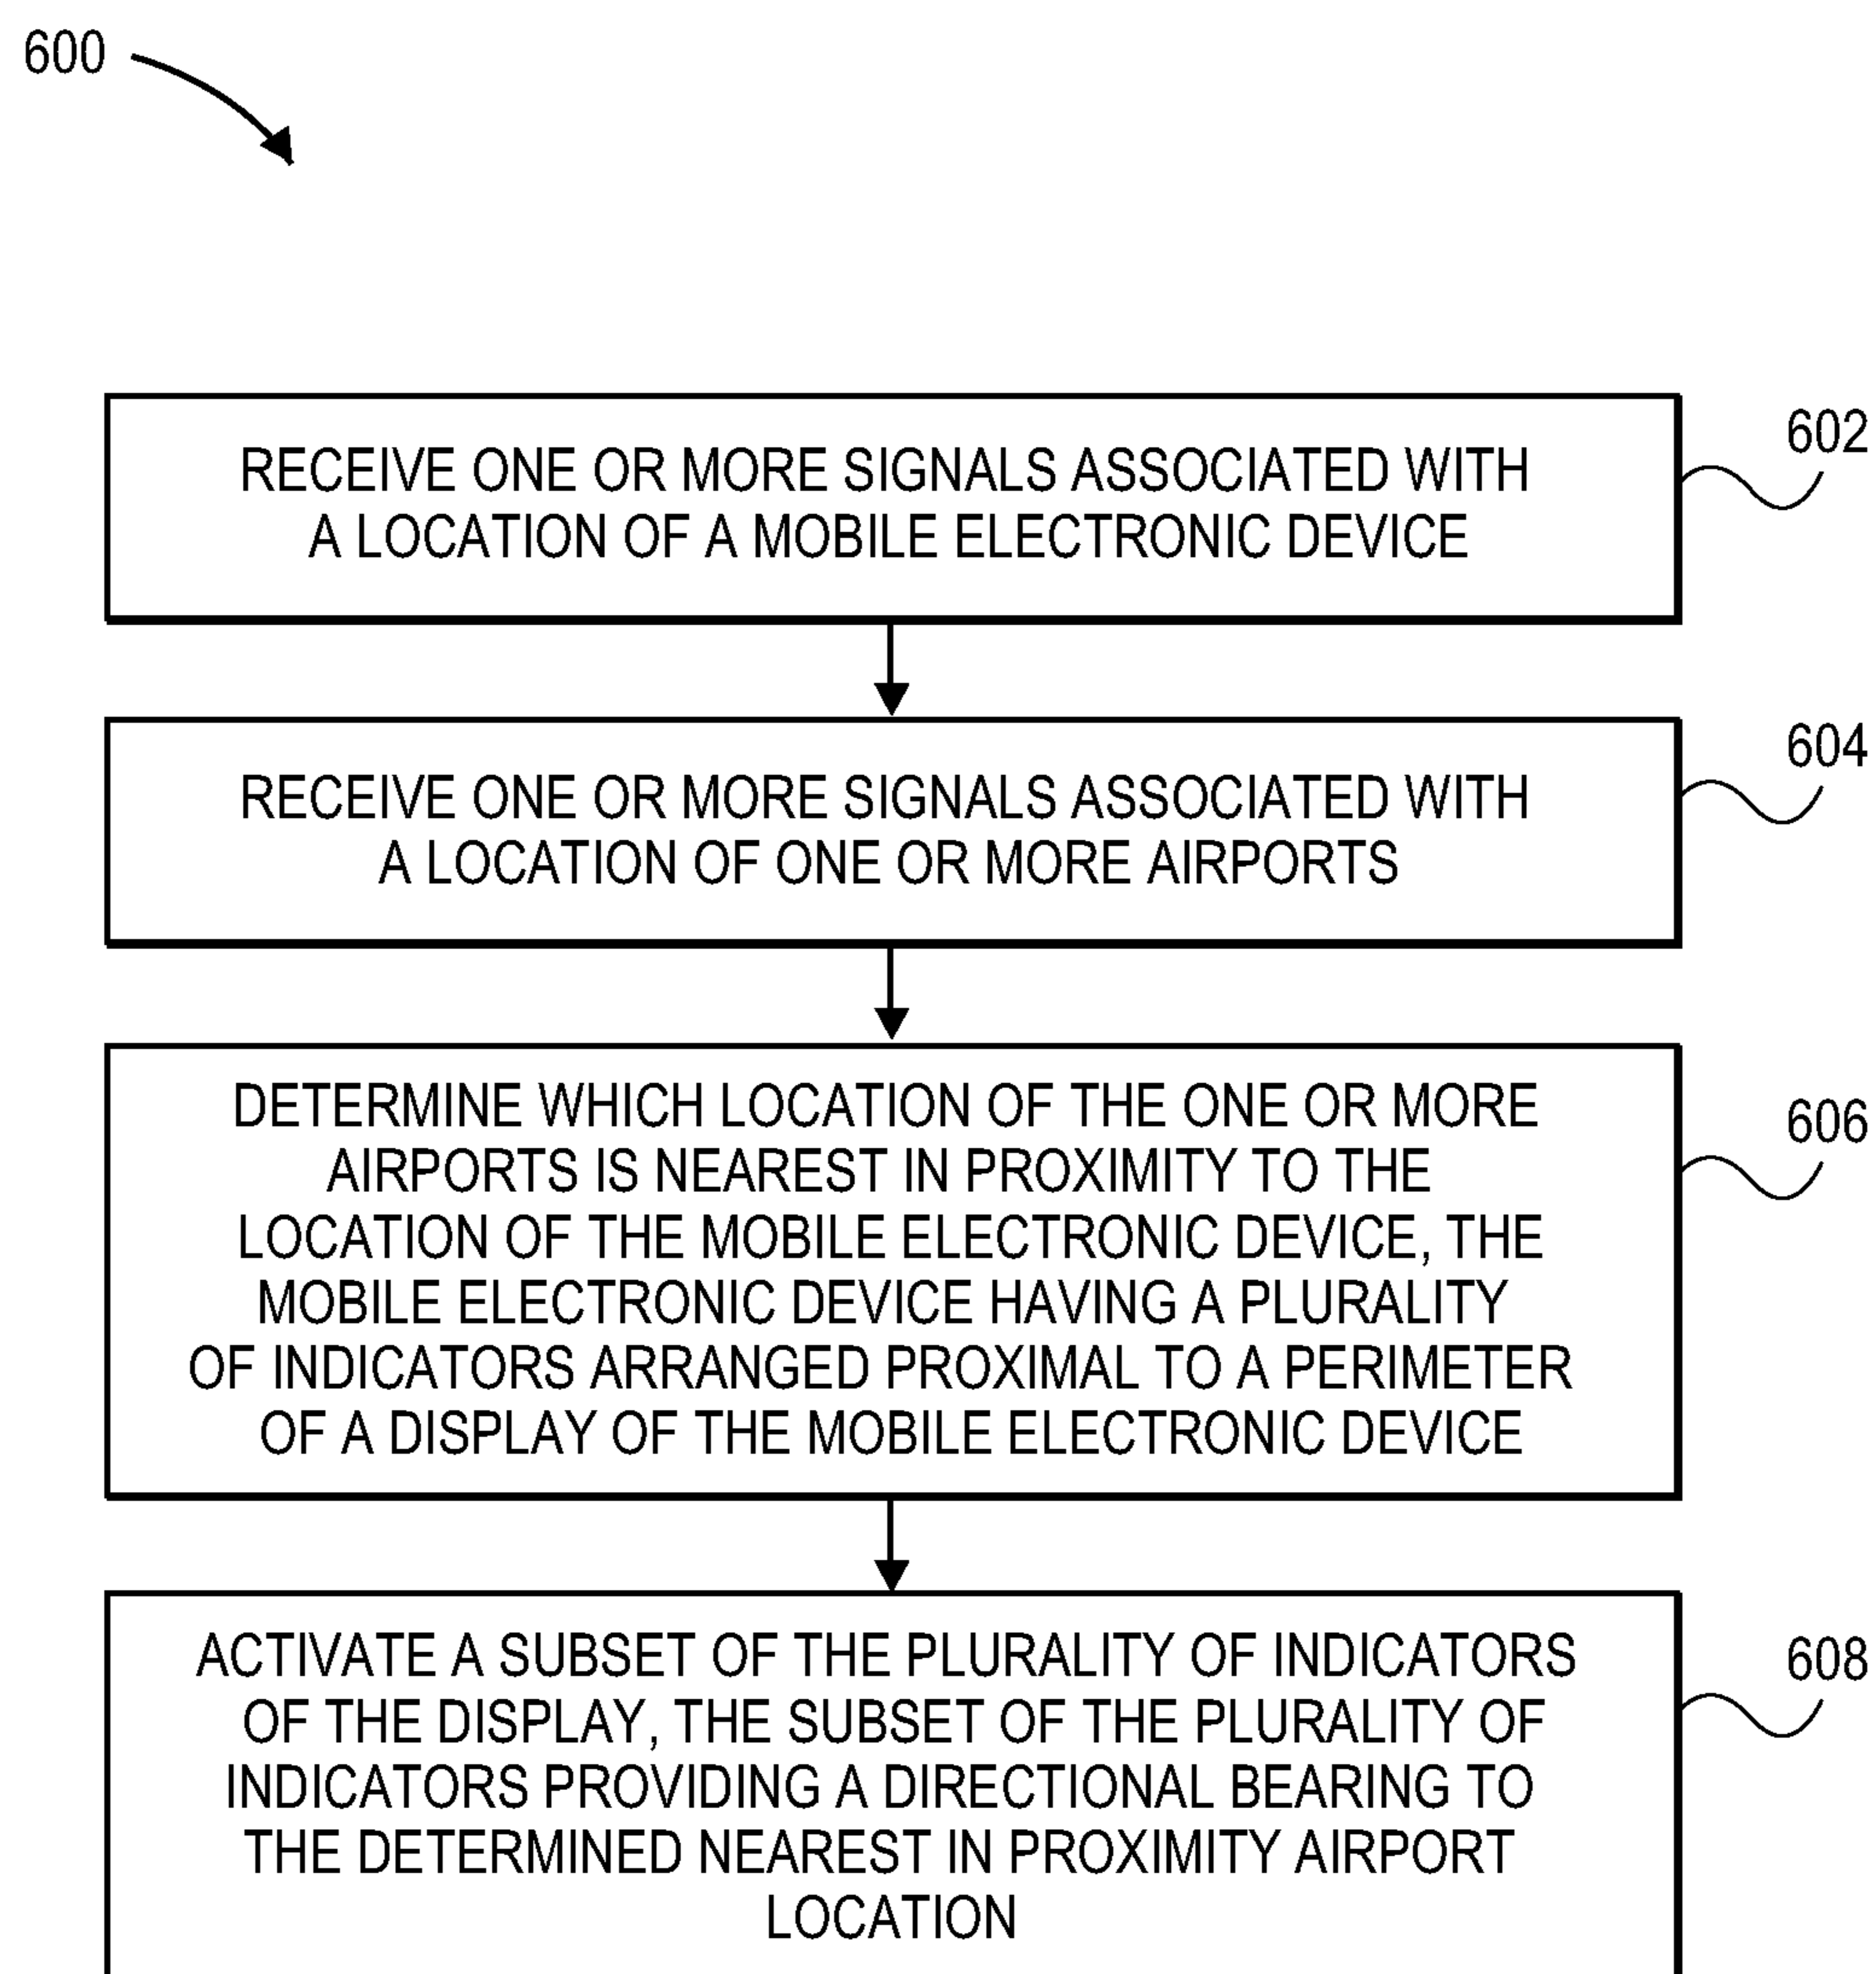 600
RECEIVE ONE OR MORE SIGNALS ASSOCIATED WITH
A LOCATION OF A MOBILE ELECTRONIC DEVICE
602
RECEIVE ONE OR MORE SIGNALS ASSOCIATED WITH
A LOCATION OF ONE OR MORE AIRPORTS
604
DETERMINE WHICH LOCATION OF THE ONE OR MORE
AIRPORTS IS NEAREST IN PROXIMITY TO THE
LOCATION OF THE MOBILE ELECTRONIC DEVICE, THE
MOBILE ELECTRONIC DEVICE HAVING A PLURALITY
OF INDICATORS ARRANGED PROXIMAL TO A PERIMETER
OF A DISPLAY OF THE MOBILE ELECTRONIC DEVICE
606
ACTIVATE A SUBSET OF THE PLURALITY OF INDICATORS
OF THE DISPLAY, THE SUBSET OF THE PLURALITY OF
INDICATORS PROVIDING A DIRECTIONAL BEARING TO
THE DETERMINED NEAREST IN PROXIMITY AIRPORT
LOCATION
608